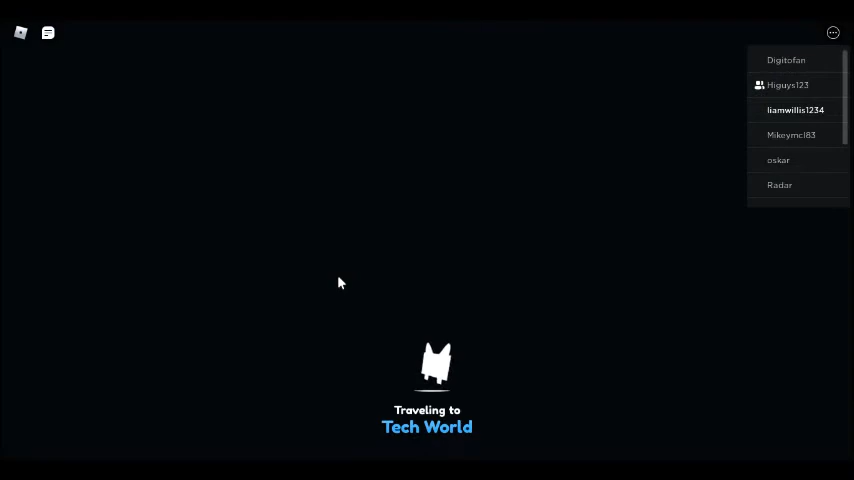 Digitofan
Higuys123
liamwillis1234
Mikeymcl83
oskar
Radar
Traveling to
Tech World